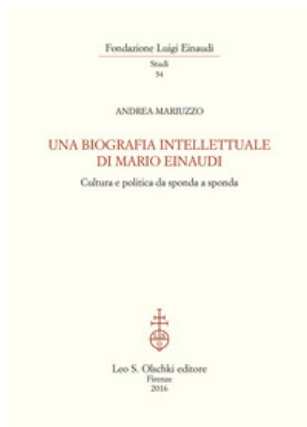 Fondazione Luigi Einaudi
Studi
54
ANDREA MARIUZZO
UNA BIOGRAFIA INTELLETTUALE
DI MARIO EINAUDI
Cultura e politica da sponda a sponda
Leo S. Olschki editore
Firenze
2016